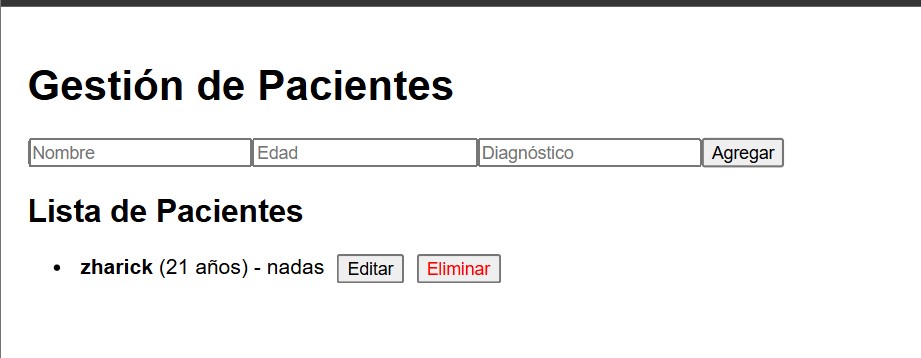 Gestión de Pacientes
Nombre Edad Diagnóstico Agregar
Lista de Pacientes
• zharick (21 años) - nadas Editar Eliminar